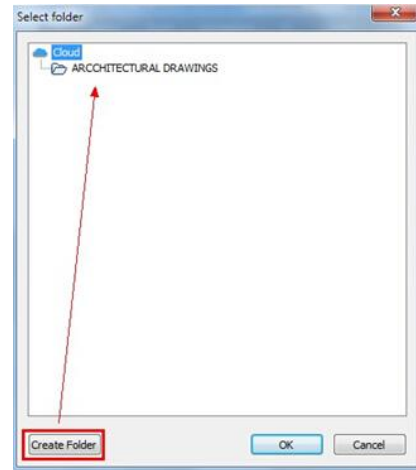 Select folder
Cloud
ARCCHITECTURAL DRAWINGS
Create Folder
OK
Cancel